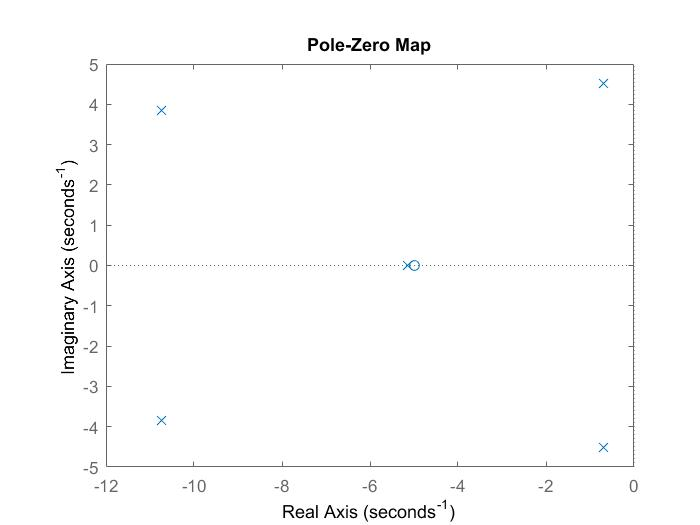 Pole-Zero Map
5
4
3
2
1
0
-1
-2
-3
-4
-5
Imaginary Axis (seconds⁻¹)
-12 -10 -8 -6 -4 -2 0
Real Axis (seconds⁻¹)